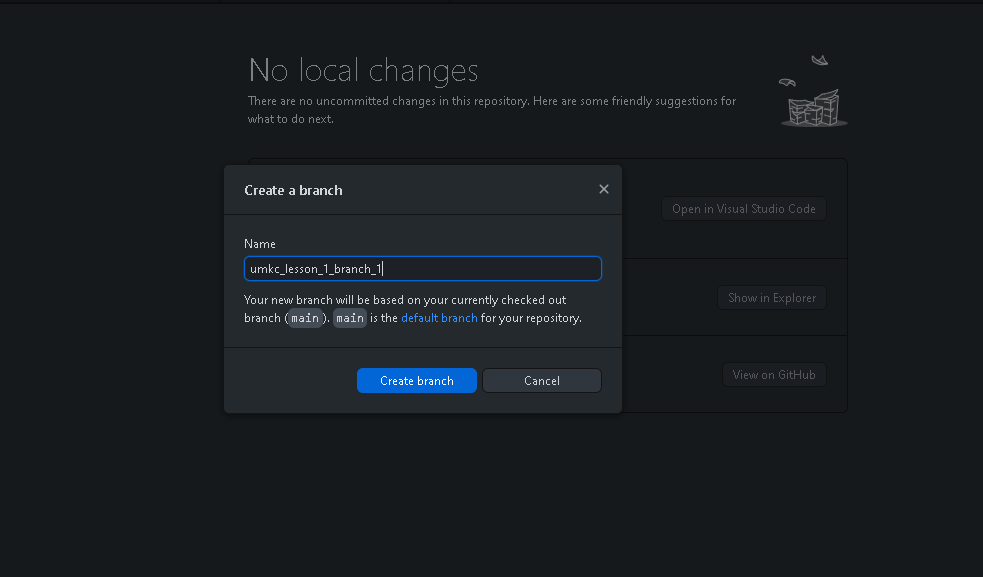 No local changes
There are no uncommitted changes in this repository. Here are some friendly suggestions for
what to do next.
Create a branch
Name
umkc_lesson_1_branch_1
Your new branch will be based on your currently checked out
branch (main). main is the default branch for your repository.
Create branch
Cancel
Open in Visual Studio Code
Show in Explorer
View on GitHub